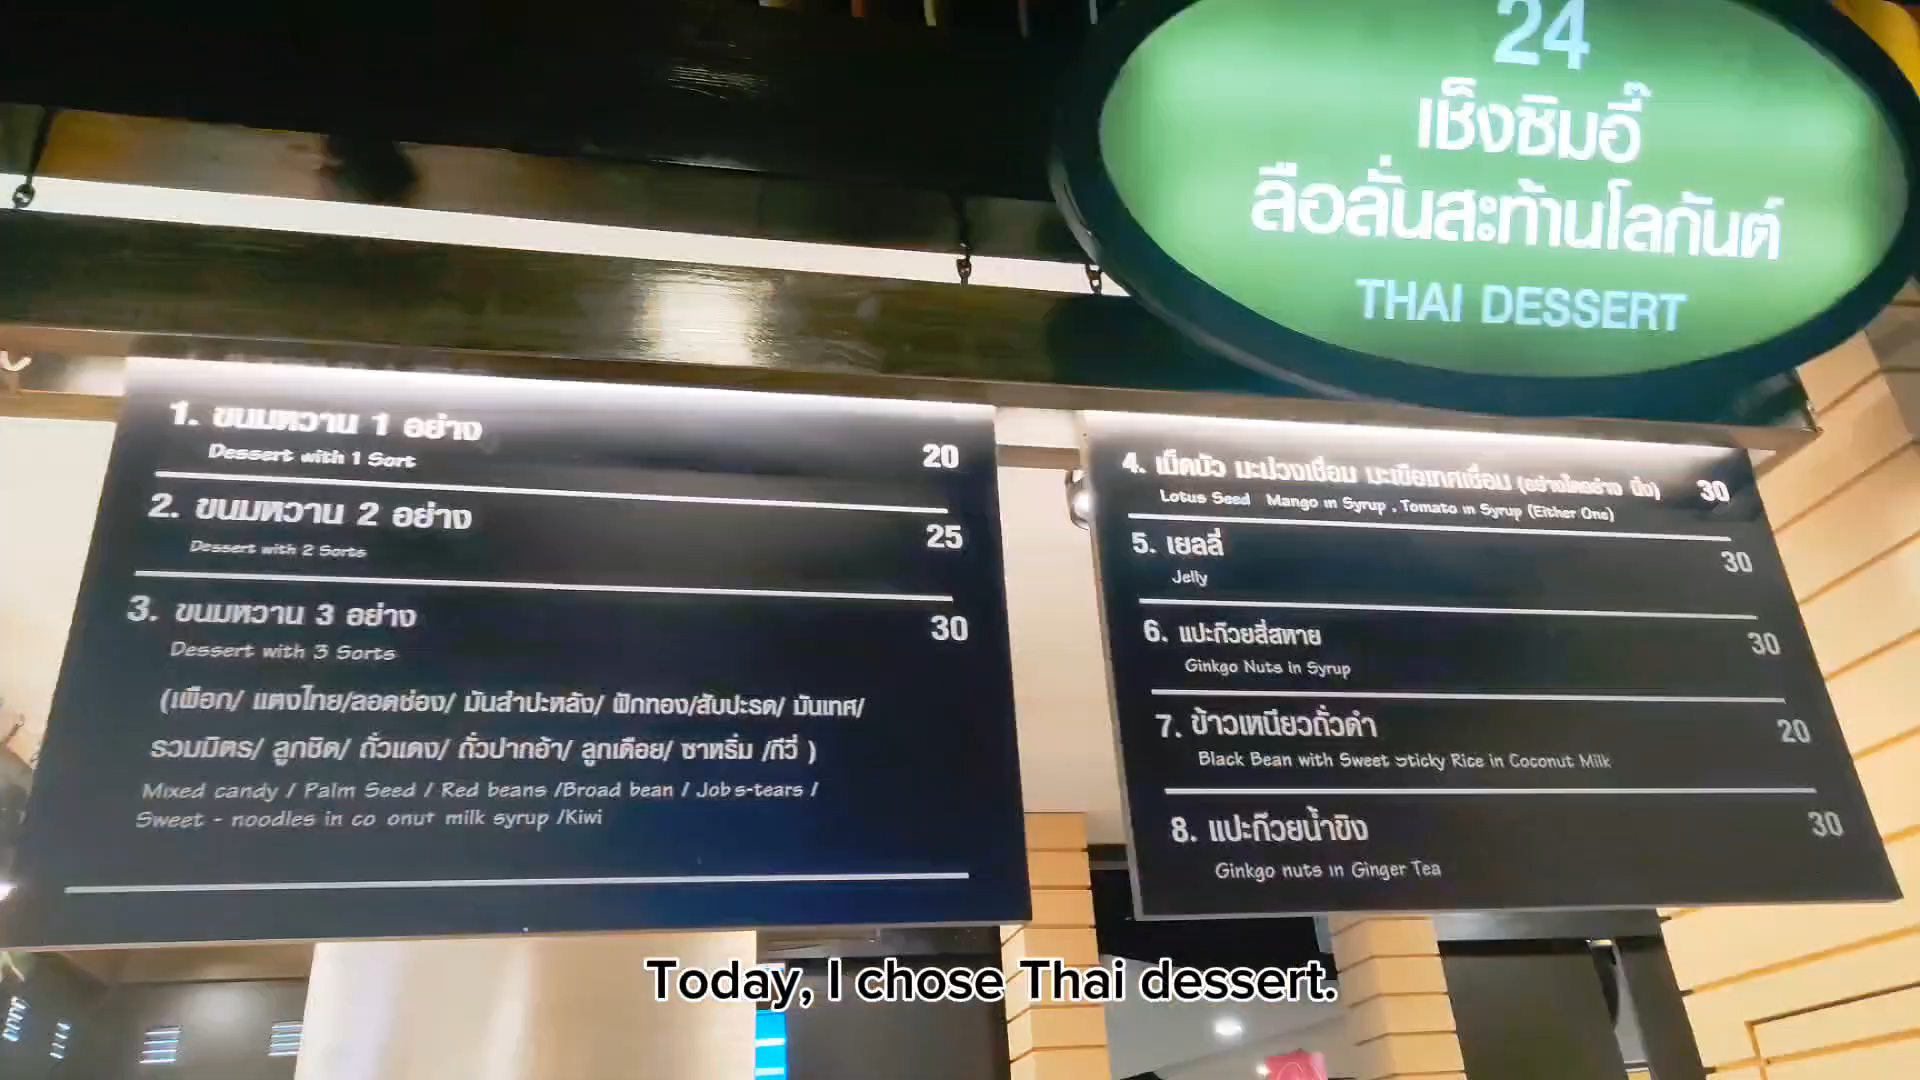 24
เช็งซิมอี๊
ลือลั่นสะท้านโลกันต์
THAI DESSERT
1. ขนมหวาน 1 อย่าง 20
Dessert with 1 Sort
2. ขนมหวาน 2 อย่าง 25
Dessert with 2 Sorts
3. ขนมหวาน 3 อย่าง 30
Dessert with 3 Sorts
(เผือก/ แตงไทย/ลอดช่อง/ มันสำปะหลัง/ ฟักทอง/สับปะรด/ มันเทศ/
รวมมิตร/ ลูกชิด/ ถั่วแดง/ ถั่วปากอ้า/ ลูกเดือย/ ซาหริ่ม /กีวี่ )
Mixed candy / Palm Seed / Red beans /Broad bean / Job s-tears /
Sweet - noodles in co onut milk syrup /Kiwi
4. เม็ดบัว มะม่วงเชื่อม มะเขือเทศเชื่อม (อย่างใดอย่าง นึ่ง) 30
Lotus Seed Mango in Syrup , Tomato in Syrup (Either One)
5. เยลลี่ 30
Jelly
6. แปะก๊วยสี่สหาย 30
Ginkgo Nuts in Syrup
7. ข้าวเหนียวถั่วดำ 20
Black Bean with Sweet Sticky Rice in Coconut Milk
8. แปะก๊วยน้ำขิง 30
Ginkgo nuts in Ginger Tea
Today, I chose Thai dessert.